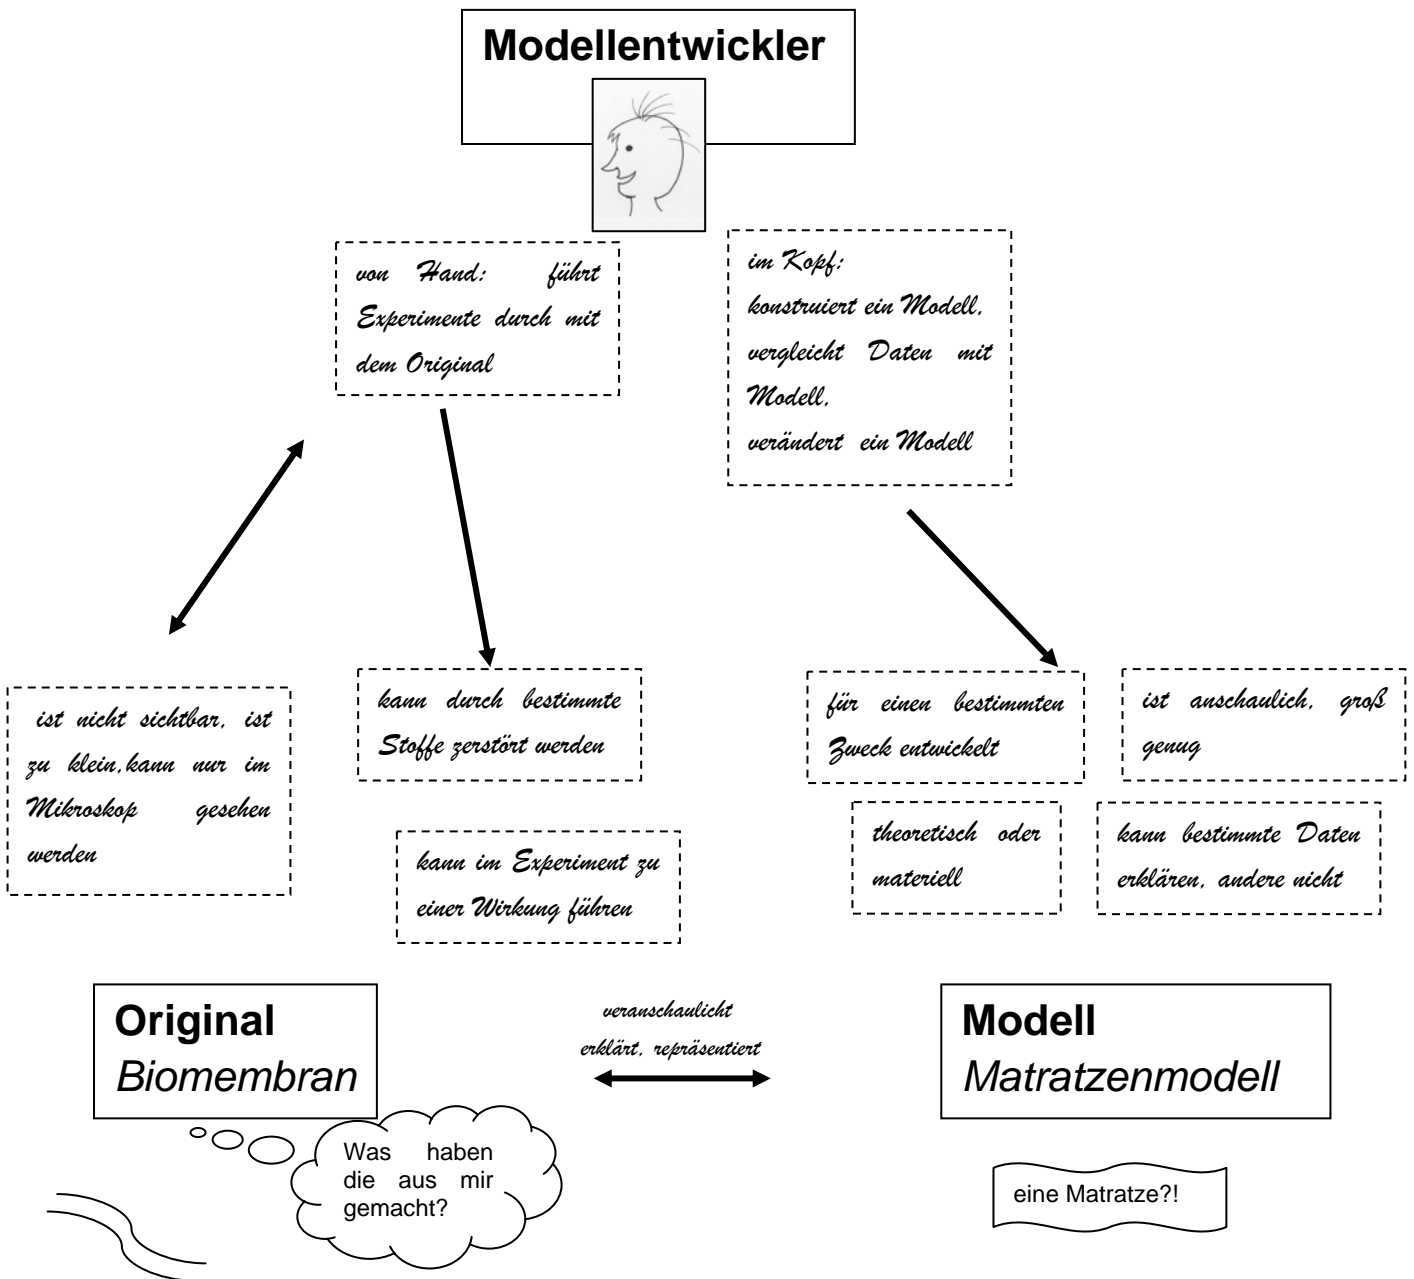 Modellentwickler
von Hand: führt
Experimente durch mit
dem Original
im Kopf:
konstruiert ein Modell,
vergleicht Daten mit
Modell,
verändert ein Modell
ist nicht sichtbar, ist
zu klein,kann nur im
Mikroskop gesehen
werden
kann durch bestimmte
Stoffe zerstört werden
kann im Experiment zu
einer Wirkung führen
für einen bestimmten
Zweck entwickelt
ist anschaulich, groß
genug
theoretisch oder
materiell
kann bestimmte Daten
erklären, andere nicht
Original
Biomembran
veranschaulicht
erklärt, repräsentiert
Modell
Matratzenmodell
Was haben
die aus mir
gemacht?
eine Matratze?!